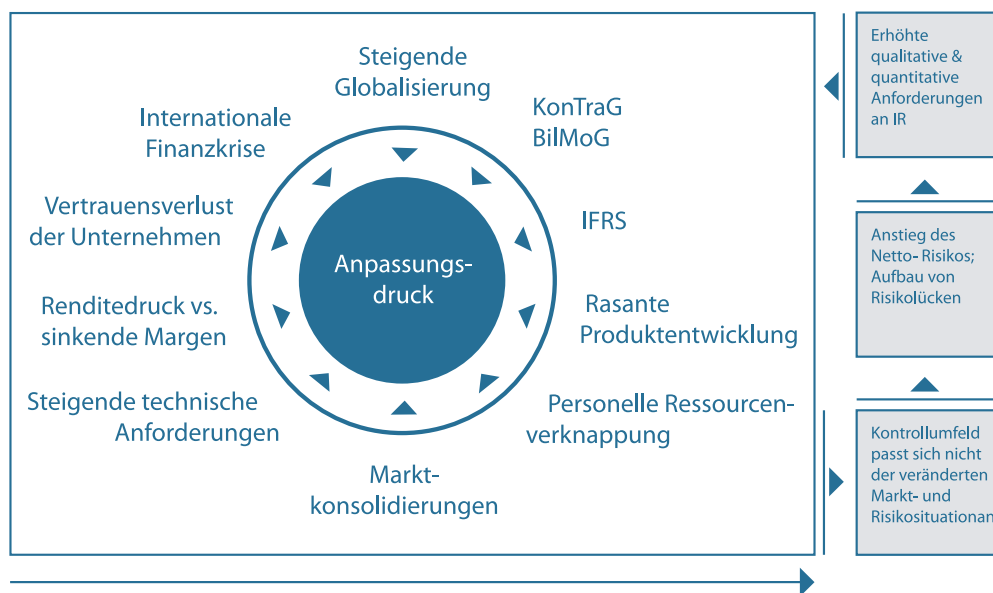 Steigende
Globalisierung
KonTraG
BilMoG
IFRS
Rasante
Produktentwicklung
Personelle Ressourcen-
verknappung
Markt-
konsolidierungen
Steigende technische
Anforderungen
Renditedruck vs.
sinkende Margen
Vertrauensverlust
der Unternehmen
Internationale
Finanzkrise
Anpassungs-
druck
Erhöhte
qualitative &
quantitative
Anforderungen
an IR
Anstieg des
Netto- Risikos;
Aufbau von
Risikolücken
Kontrollumfeld
passt sich nicht
der veränderten
Markt- und
Risikosituationan